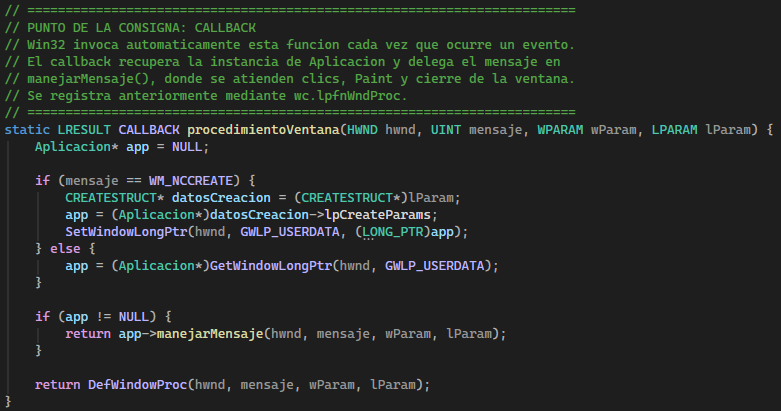 // =========================================================================
// PUNTO DE LA CONSIGNA: CALLBACK
// Win32 invoca automaticamente esta funcion cada vez que ocurre un evento.
// El callback recupera la instancia de Aplicacion y delega el mensaje en
// manejarMensaje(), donde se atienden clics, Paint y cierre de la ventana.
// Se registra anteriormente mediante wc.lpfnWndProc.
// =========================================================================
static LRESULT CALLBACK procedimientoVentana(HWND hwnd, UINT mensaje, WPARAM wParam, LPARAM lParam) {
    Aplicacion* app = NULL;

    if (mensaje == WM_NCCREATE) {
        CREATESTRUCT* datosCreacion = (CREATESTRUCT*)lParam;
        app = (Aplicacion*)datosCreacion->lpCreateParams;
        SetWindowLongPtr(hwnd, GWLP_USERDATA, (LONG_PTR)app);
    } else {
        app = (Aplicacion*)GetWindowLongPtr(hwnd, GWLP_USERDATA);
    }

    if (app != NULL) {
        return app->manejarMensaje(hwnd, mensaje, wParam, lParam);
    }

    return DefWindowProc(hwnd, mensaje, wParam, lParam);
}